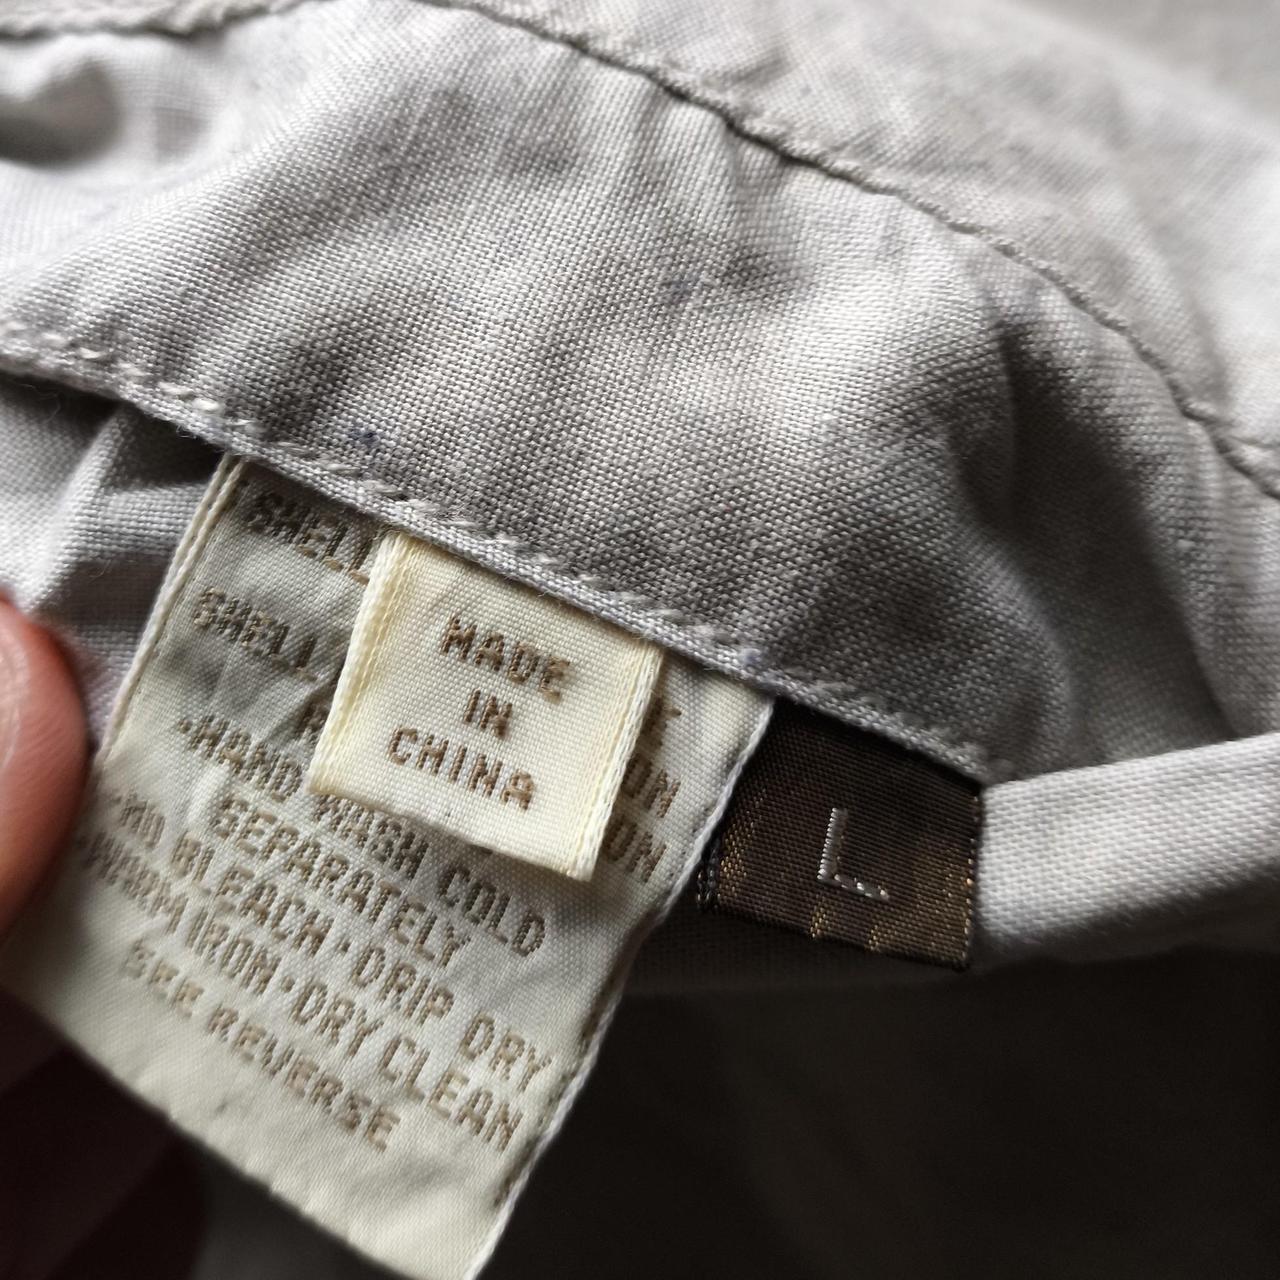 SHELL
SHELL
MADE
IN
CHINA
L
HAND WASH COLD
SEPARATELY
NO BLEACH·DRIP DRY
WARM IRON·DRY CLEAN
SEE REVERSE